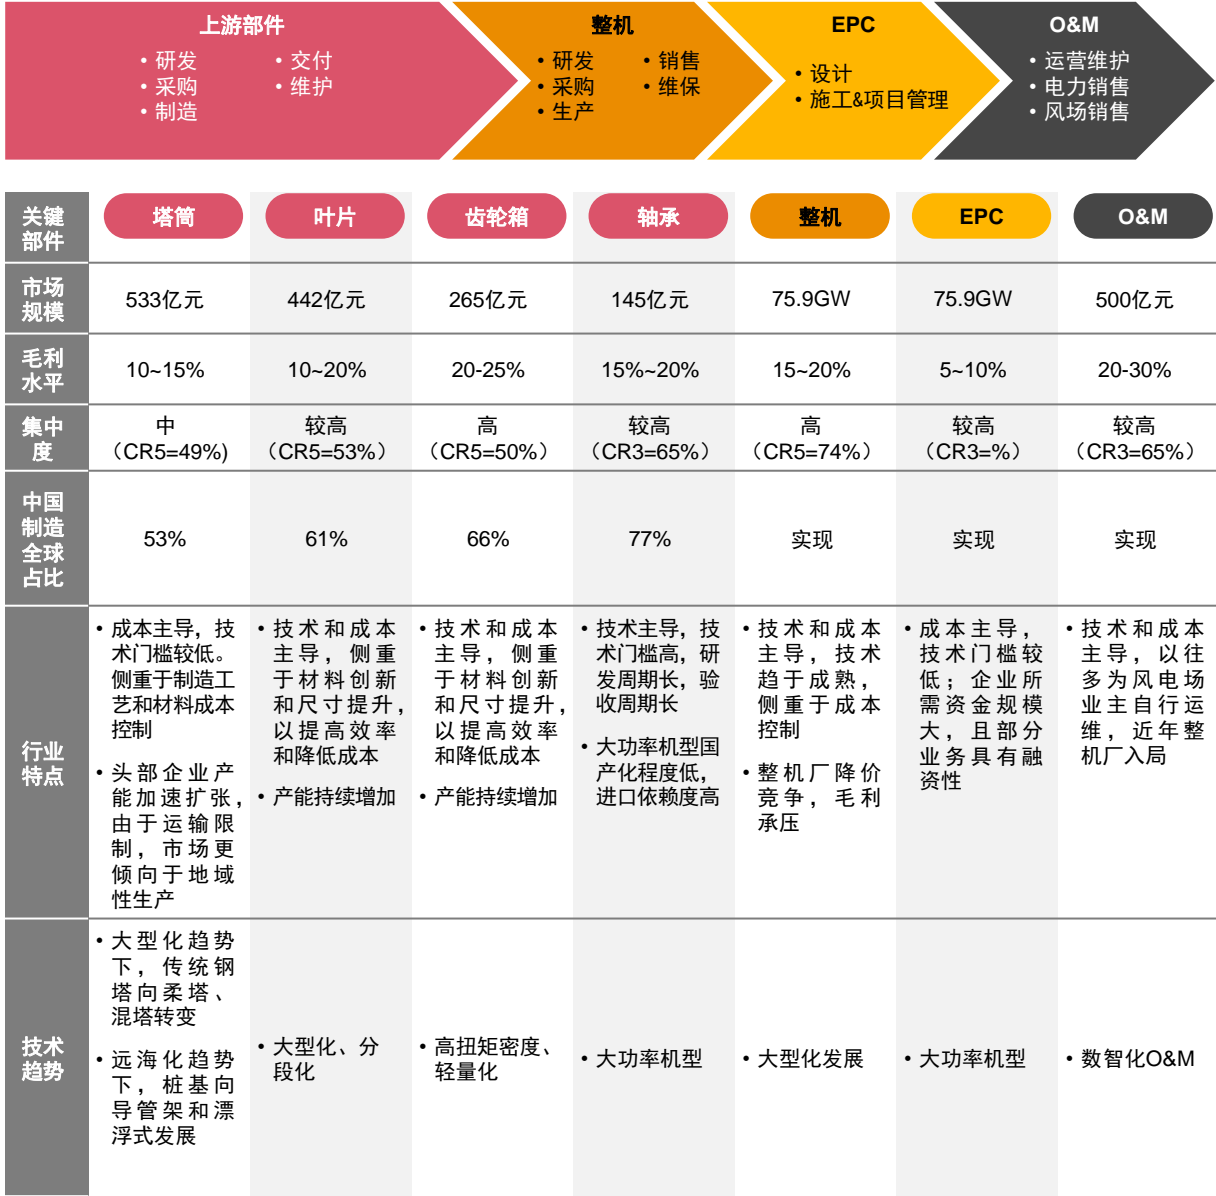 上游部件
• 研发
• 采购
• 制造
• 交付
• 维护
整机
• 研发
• 采购
• 生产
• 销售
• 维保
EPC
• 设计
• 施工&项目管理
O&M
• 运营维护
• 电力销售
• 风场销售
关键
部件
塔筒
叶片
齿轮箱
轴承
整机
EPC
O&M
市场
规模
533亿元
442亿元
265亿元
145亿元
75.9GW
75.9GW
500亿元
毛利
水平
10~15%
10~20%
20-25%
15%~20%
15~20%
5~10%
20-30%
集中
度
中
（CR5=49%)
较高
（CR5=53%）
高
（CR5=50%）
较高
（CR3=65%）
高
（CR5=74%）
较高
（CR3=%）
较高
（CR3=65%）
中国
制造
全球
占比
53%
61%
66%
77%
实现
实现
实现
行业
特点
• 成本主导，技
术门槛较低。
侧重于制造工
艺和材料成本
控制
• 头部企业产
能加速扩张，
由于运输限
制，市场更
倾向于地域
性生产
• 技术和成本
主导，侧重
于材料创新
和尺寸提升，
以提高效率
和降低成本
• 产能持续增加
• 技术和成本
主导，侧重
于材料创新
和尺寸提升，
以提高效率
和降低成本
• 产能持续增加
• 技术主导，技
术门槛高，研
发周期长，验
收周期长
• 大功率机型国
产化程度低，
进口依赖度高
• 技术和成本
主导，技术
趋于成熟，
侧重于成本
控制
• 整机厂降价
竞争，毛利
承压
• 成本主导，
技术门槛较
低；企业所
需资金规模
大，且部分
业务具有融
资性
• 技术和成本
主导，以往
多为风电场
业主自行运
维，近年整
机厂入局
技术
趋势
• 大型化趋势
下，传统钢
塔向柔塔、
混塔转变
• 远海化趋势
下，桩基向
导管架和漂
浮式发展
• 大型化、分
段化
• 高扭矩密度、
轻量化
• 大功率机型
• 大型化发展
• 大功率机型
• 数智化O&M